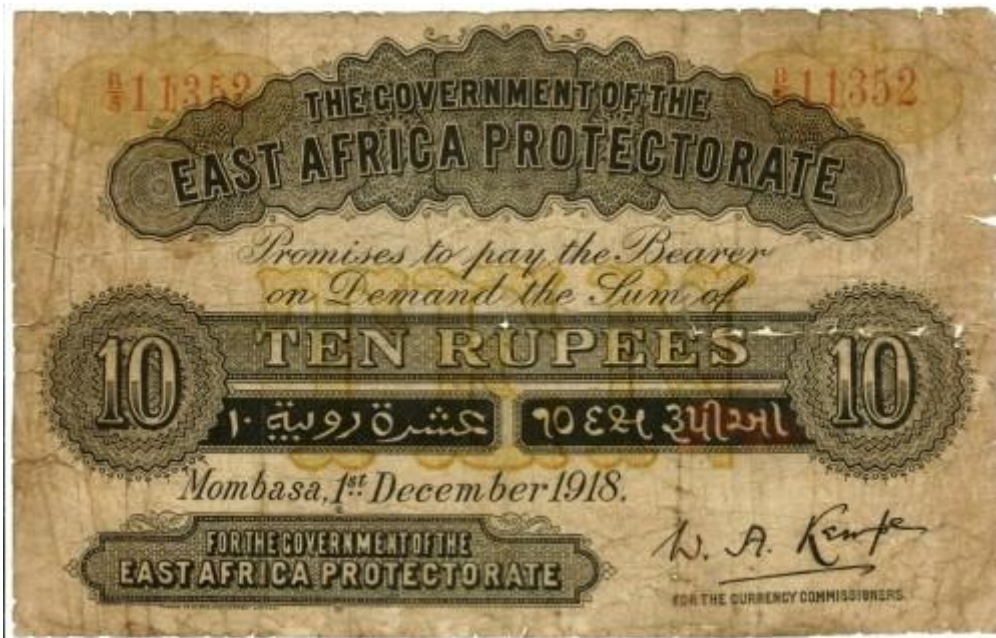 B/3 11352
B/3 11352
THE GOVERNMENT OF THE
EAST AFRICA PROTECTORATE
Promises to pay the Bearer
on Demand the Sum of
10 TEN RUPEES 10
١٠ عشرة روبية
૧૦ દશ રૂપીઆ
Mombasa, 1st December 1918.
FOR THE GOVERNMENT OF THE
EAST AFRICA PROTECTORATE
W. A. Kempe
FOR THE CURRENCY COMMISSIONERS.